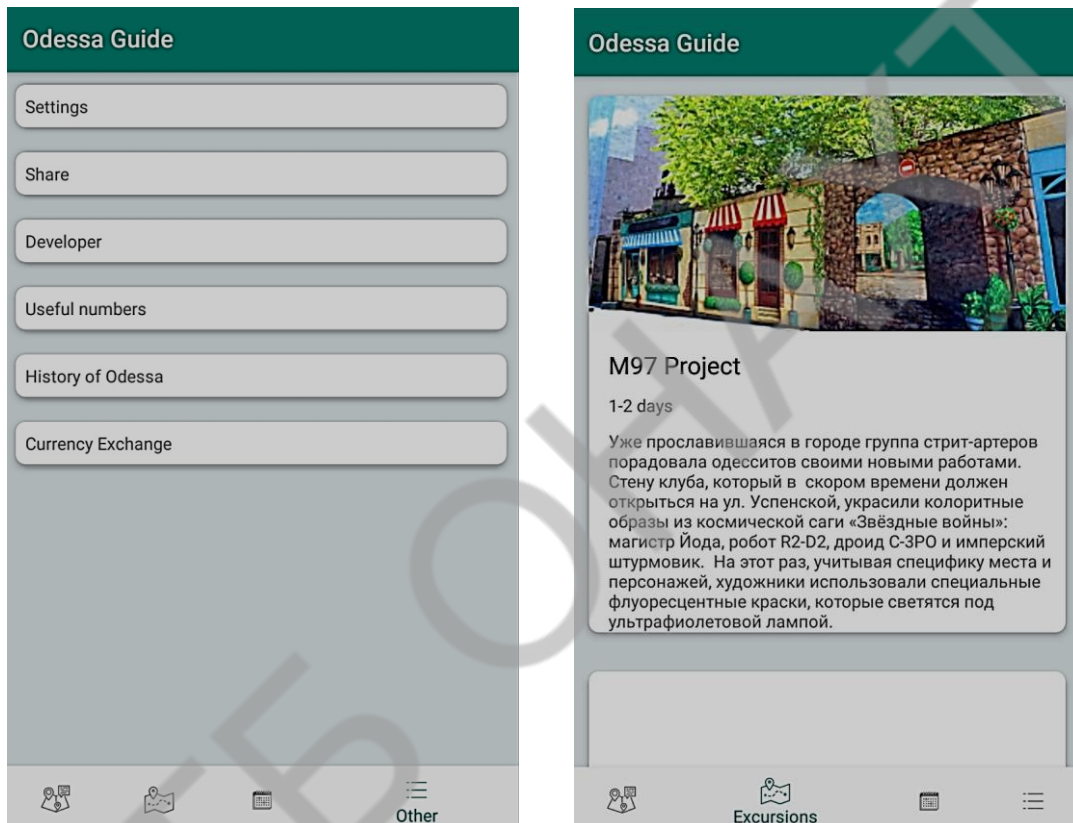 Odessa Guide
Settings
Share
Developer
Useful numbers
History of Odessa
Currency Exchange
Other
Odessa Guide
M97 Project
1-2 days
Уже прославившаяся в городе группа стрит-артеров
порадовала одесситов своими новыми работами.
Стену клуба, который в скором времени должен
открыться на ул. Успенской, украсили колоритные
образы из космической саги «Звёздные войны»:
магистр Йода, робот R2-D2, дроид C-3PO и имперский
штурмовик. На этот раз, учитывая специфику места и
персонажей, художники использовали специальные
флуоресцентные краски, которые светятся под
ультрафиолетовой лампой.
Excursions